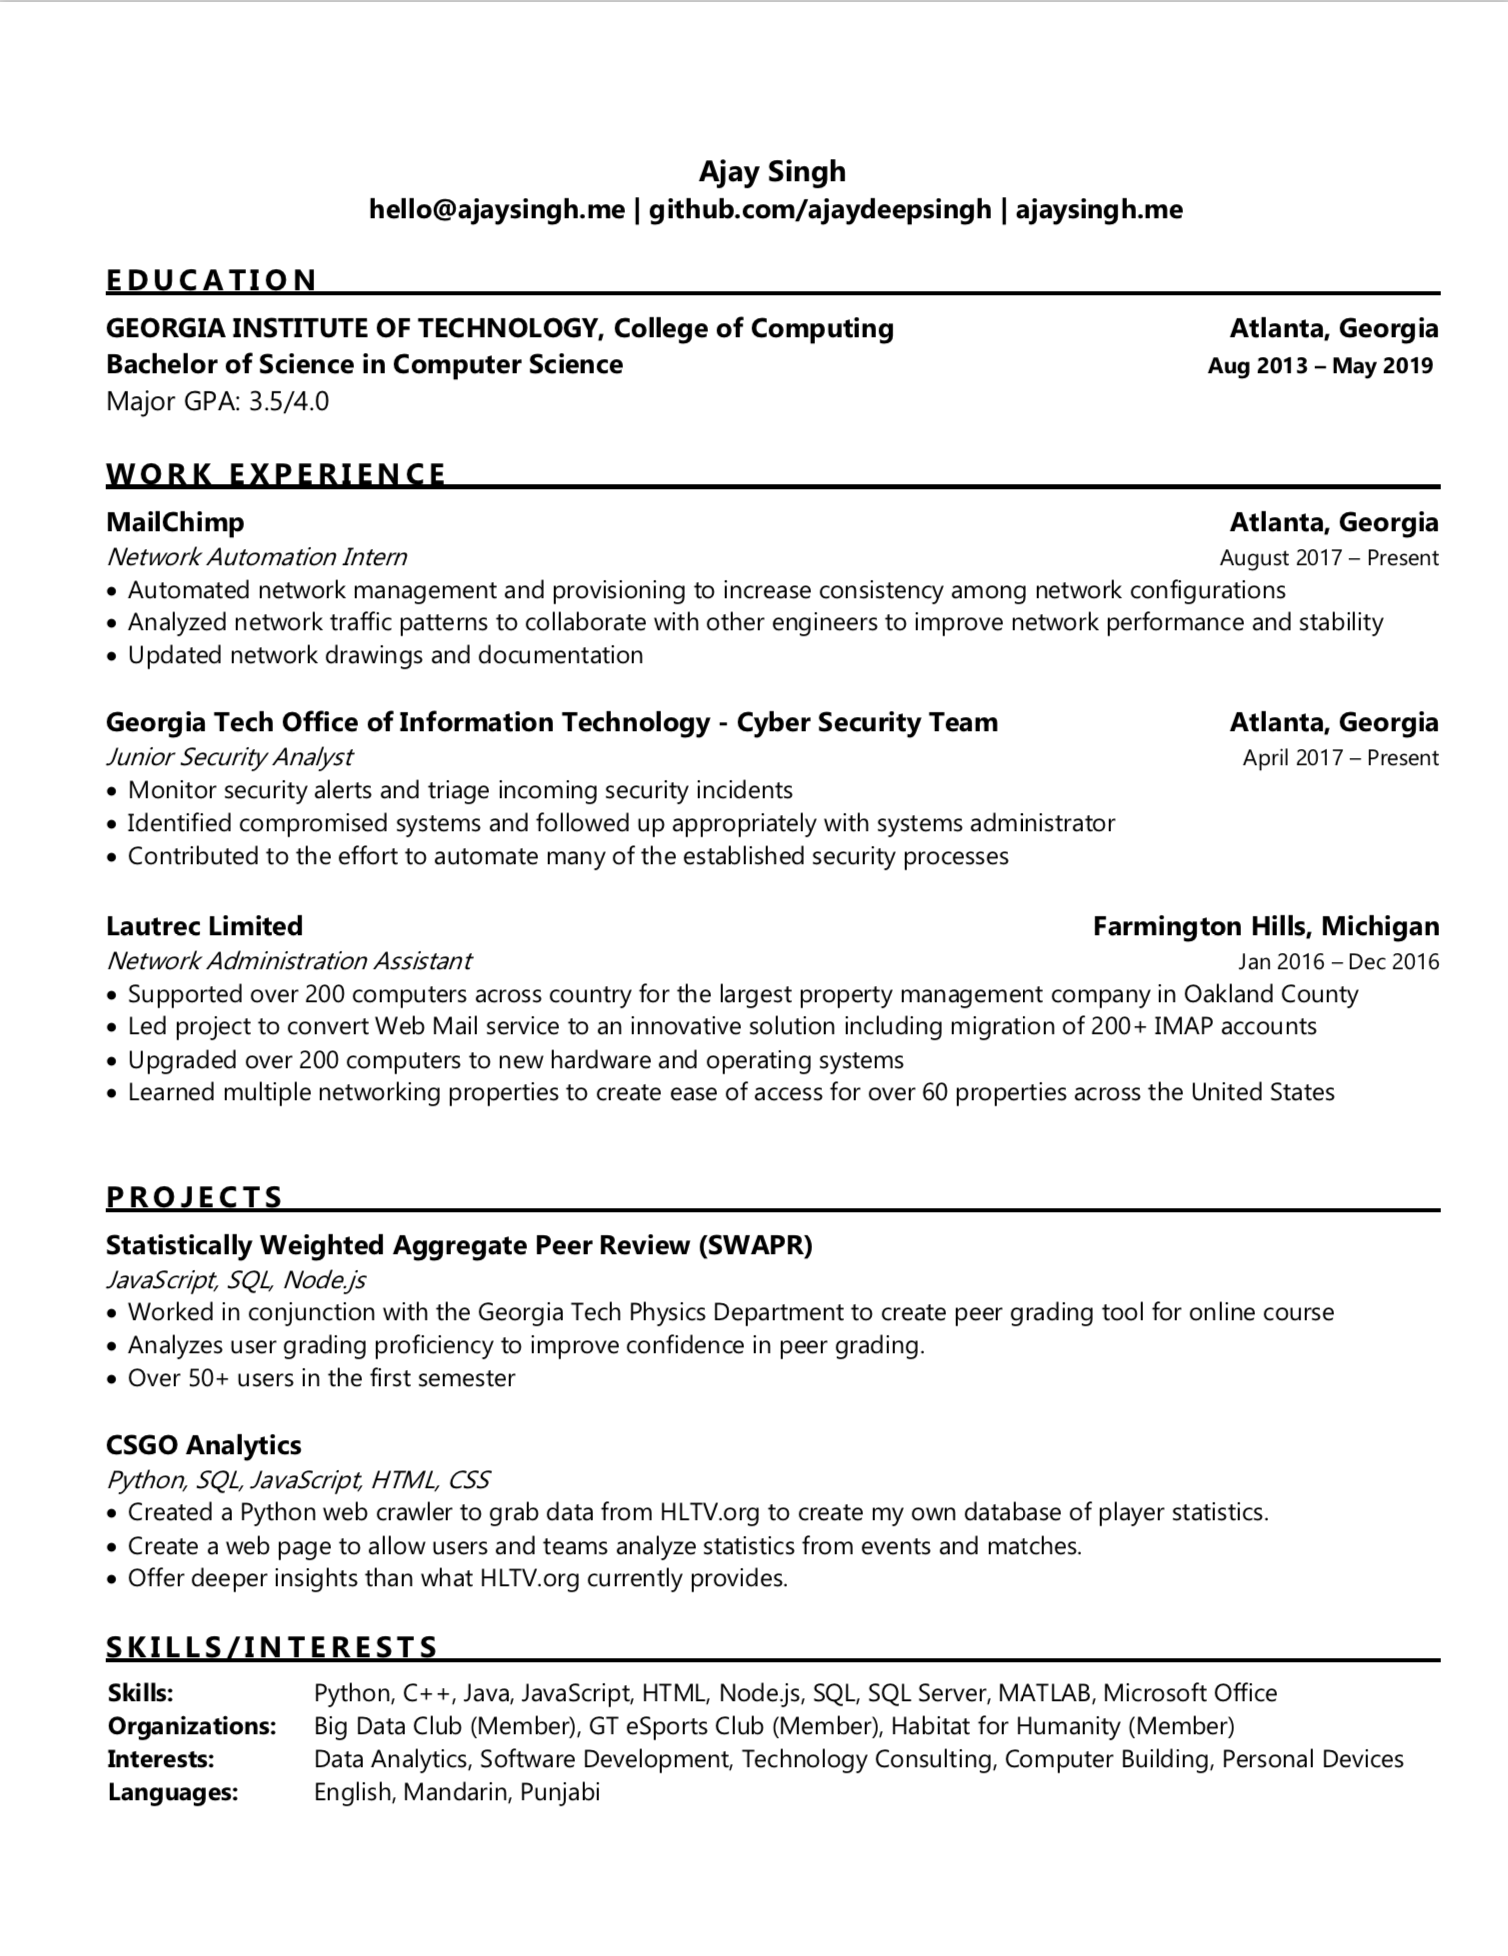 Ajay Singh
hello@ajaysingh.me | github.com/ajaydeepsingh | ajaysingh.me
EDUCATION
GEORGIA INSTITUTE OF TECHNOLOGY, College of Computing Atlanta, Georgia
Bachelor of Science in Computer Science Aug 2013 – May 2019
Major GPA: 3.5/4.0
WORK EXPERIENCE
MailChimp Atlanta, Georgia
Network Automation Intern August 2017 – Present
• Automated network management and provisioning to increase consistency among network configurations
• Analyzed network traffic patterns to collaborate with other engineers to improve network performance and stability
• Updated network drawings and documentation
Georgia Tech Office of Information Technology - Cyber Security Team Atlanta, Georgia
Junior Security Analyst April 2017 – Present
• Monitor security alerts and triage incoming security incidents
• Identified compromised systems and followed up appropriately with systems administrator
• Contributed to the effort to automate many of the established security processes
Lautrec Limited Farmington Hills, Michigan
Network Administration Assistant Jan 2016 – Dec 2016
• Supported over 200 computers across country for the largest property management company in Oakland County
• Led project to convert Web Mail service to an innovative solution including migration of 200+ IMAP accounts
• Upgraded over 200 computers to new hardware and operating systems
• Learned multiple networking properties to create ease of access for over 60 properties across the United States
PROJECTS
Statistically Weighted Aggregate Peer Review (SWAPR)
JavaScript, SQL, Node.js
• Worked in conjunction with the Georgia Tech Physics Department to create peer grading tool for online course
• Analyzes user grading proficiency to improve confidence in peer grading.
• Over 50+ users in the first semester
CSGO Analytics
Python, SQL, JavaScript, HTML, CSS
• Created a Python web crawler to grab data from HLTV.org to create my own database of player statistics.
• Create a web page to allow users and teams analyze statistics from events and matches.
• Offer deeper insights than what HLTV.org currently provides.
SKILLS/INTERESTS
Skills: Python, C++, Java, JavaScript, HTML, Node.js, SQL, SQL Server, MATLAB, Microsoft Office
Organizations: Big Data Club (Member), GT eSports Club (Member), Habitat for Humanity (Member)
Interests: Data Analytics, Software Development, Technology Consulting, Computer Building, Personal Devices
Languages: English, Mandarin, Punjabi